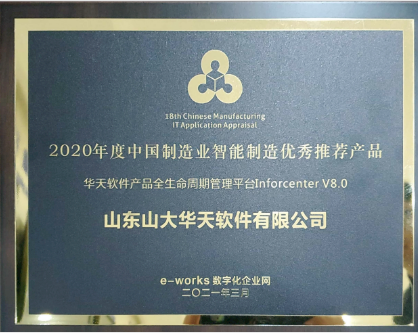 18th Chinese Manufacturing
IT Application Appraisal
2020年度中国制造业智能制造优秀推荐产品
华天软件产品全生命周期管理平台Inforcenter V8.0
山东山大华天软件有限公司
e-works 数字化企业网
二〇二一年三月